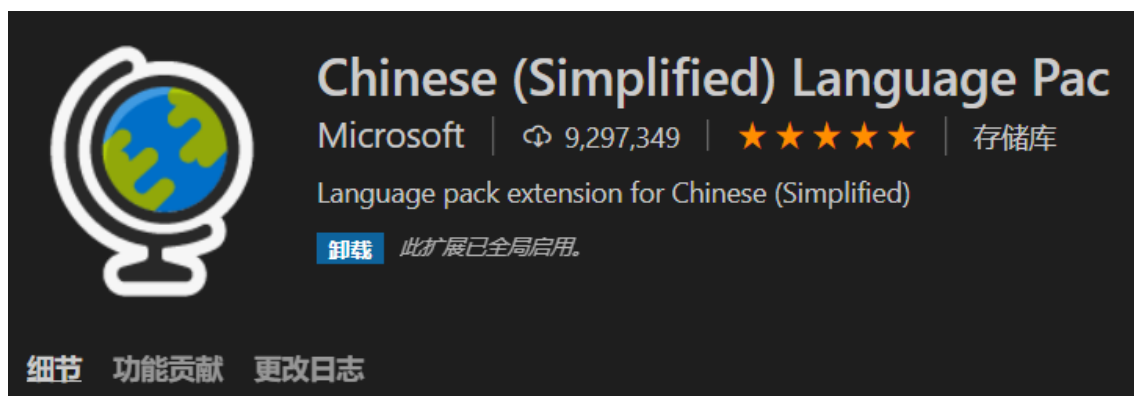 Chinese (Simplified) Language Pac
Microsoft 9,297,349 存储库
Language pack extension for Chinese (Simplified)
卸载 此扩展已全局启用。
细节 功能贡献 更改日志